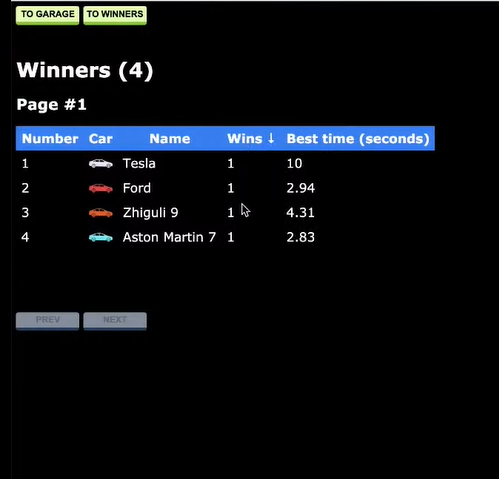 TO GARAGE TO WINNERS
Winners (4)
Page #1
Number Car Name Wins ↓ Best time (seconds)
1 Tesla 1 10
2 Ford 1 2.94
3 Zhiguli 9 1 4.31
4 Aston Martin 7 1 2.83
PREV NEXT